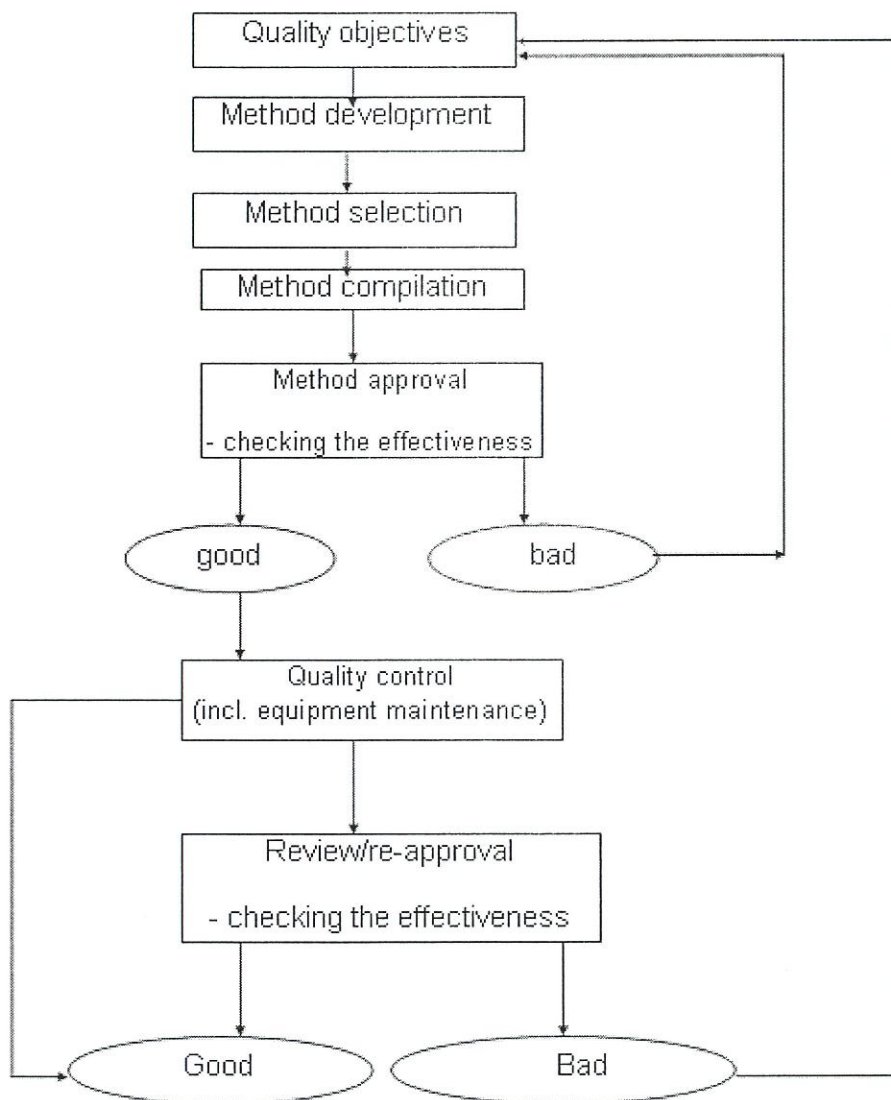 Quality objectives
Method development
Method selection
Method compilation
Method approval
- checking the effectiveness
good
bad
Quality control
(incl. equipment maintenance)
Review/re-approval
- checking the effectiveness
Good
Bad